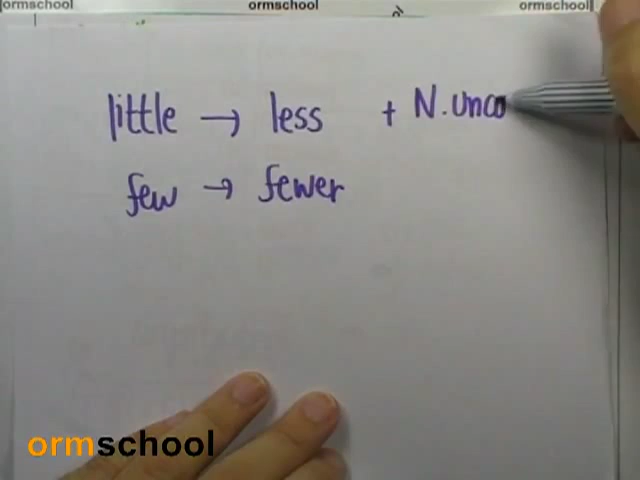 ormschool ormschool ormschool
little → less + N.unco
few → fewer
ormschool